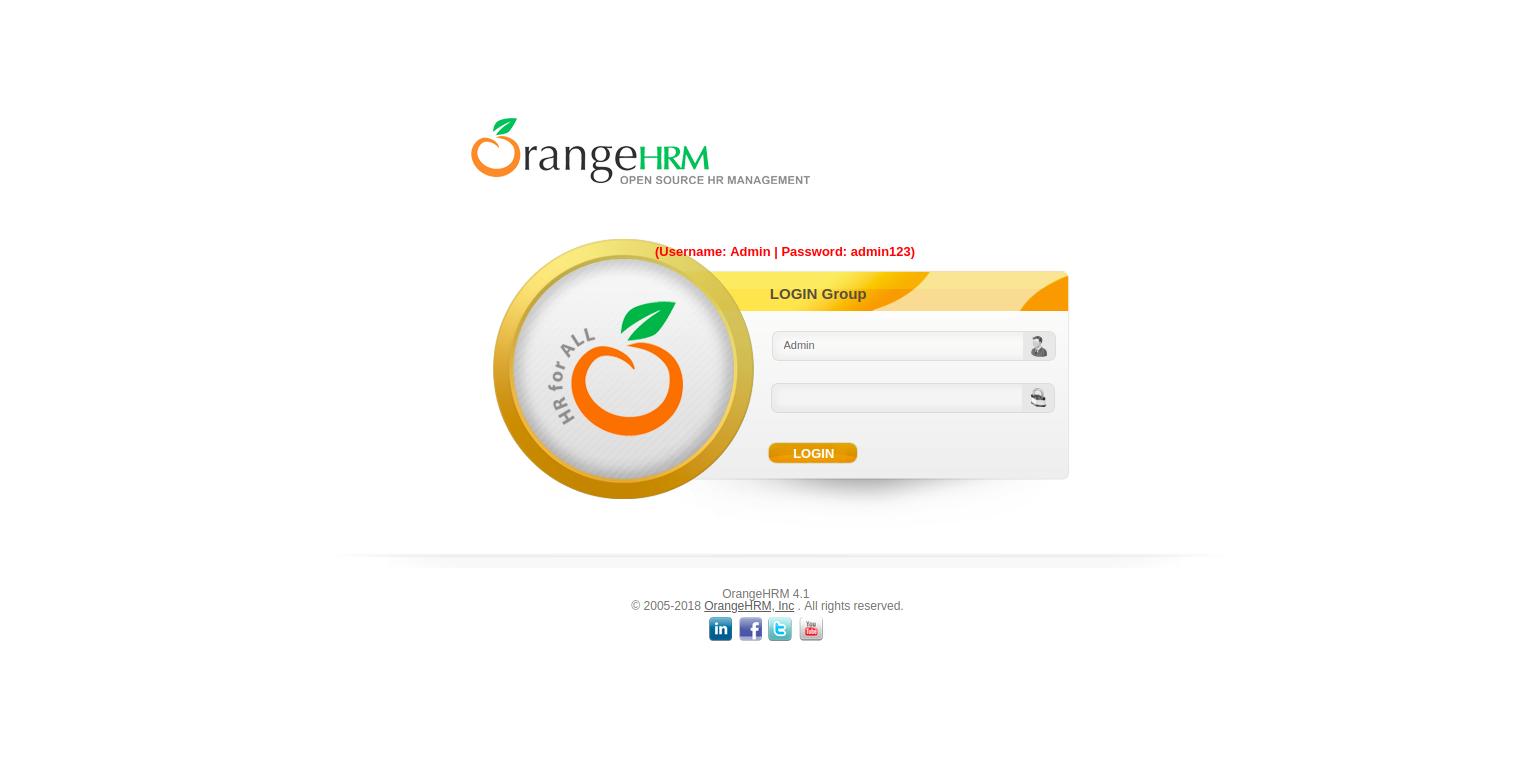 OrangeHRM
OPEN SOURCE HR MANAGEMENT
(Username: Admin | Password: admin123)
LOGIN Group
HR for ALL
Admin
LOGIN
OrangeHRM 4.1
© 2005-2018 OrangeHRM, Inc . All rights reserved.
in f t You Tube